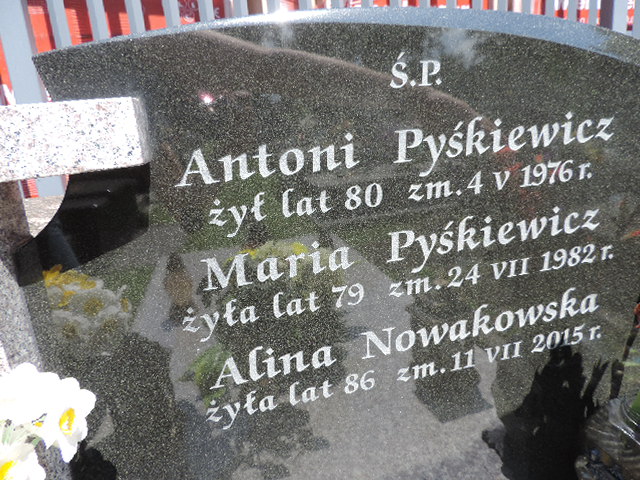 Ś.P.
Antoni Pyśkiewicz
żył lat 80 zm. 4 V 1976 r.
Maria Pyśkiewicz
żyła lat 79 zm. 24 VII 1982 r.
Alina Nowakowska
żyła lat 86 zm. 11 VII 2015 r.